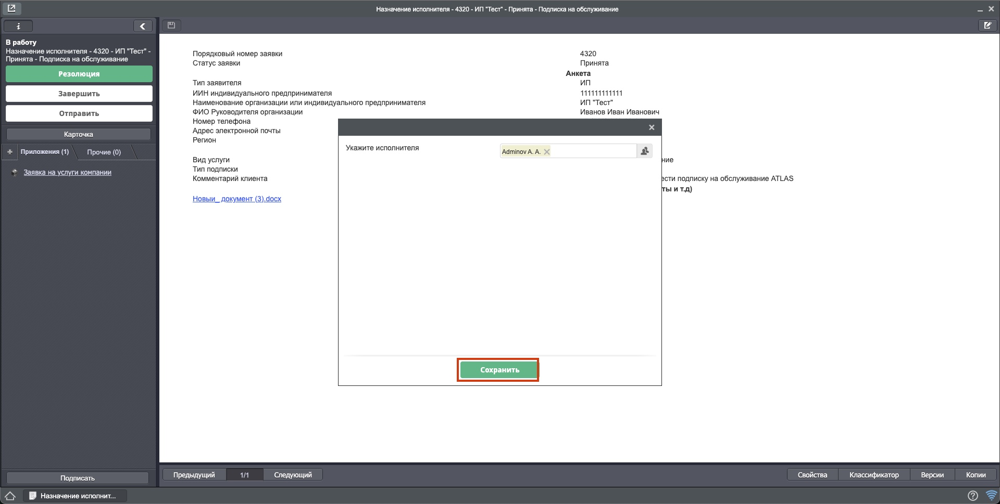 Назначение исполнителя - 4320 - ИП "Тест" - Принята - Подписка на обслуживание
В работу
Назначение исполнителя - 4320 - ИП "Тест" -
Принята - Подписка на обслуживание
Резолюция
Завершить
Отправить
Карточка
Приложения (1)
Прочие (0)
Заявка на услуги компании
Подписать
Порядковый номер заявки 4320
Статус заявки Принята
Анкета
Тип заявителя ИП
ИИН индивидуального предпринимателя 111111111111
Наименование организации или индивидуального предпринимателя ИП "Тест"
ФИО Руководителя организации Иванов Иван Иванович
Номер телефона
Адрес электронной почты
Регион
Вид услуги ние
Тип подписки
Комментарий клиента ести подписку на обслуживание ATLAS
ты и т.д)
Новыи_ документ (3).docx
Укажите исполнителя
Adminov A. A.
Сохранить
Предыдущий
1/1
Следующий
Свойства
Классификатор
Версии
Копии
Назначение исполнит...